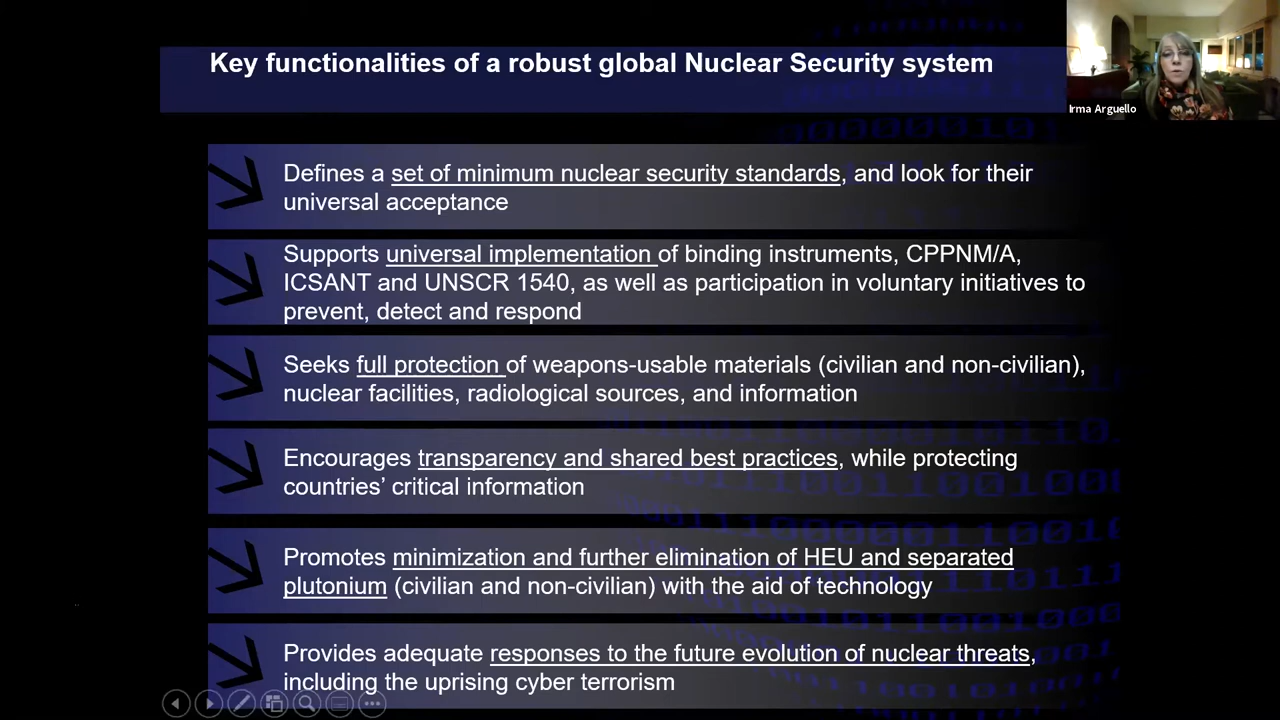 Key functionalities of a robust global Nuclear Security system
Irma Arguello
Defines a set of minimum nuclear security standards, and look for their
universal acceptance
Supports universal implementation of binding instruments, CPPNM/A,
ICSANT and UNSCR 1540, as well as participation in voluntary initiatives to
prevent, detect and respond
Seeks full protection of weapons-usable materials (civilian and non-civilian),
nuclear facilities, radiological sources, and information
Encourages transparency and shared best practices, while protecting
countries’ critical information
Promotes minimization and further elimination of HEU and separated
plutonium (civilian and non-civilian) with the aid of technology
Provides adequate responses to the future evolution of nuclear threats,
including the uprising cyber terrorism